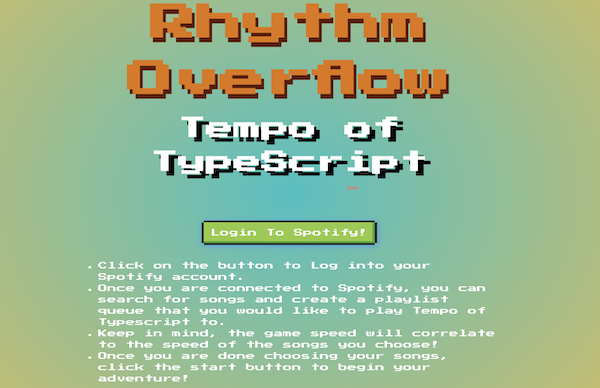 Rhythm
Overflow
Tempo of
TypeScript
Login To Spotify!
. Click on the button to Log into your
Spotify account.
. Once you are connected to Spotify, you can
search for songs and create a playlist
queue that you would like to play Tempo of
Typescript to.
. Keep in mind, the game speed will correlate
to the speed of the songs you choose!
. Once you are done choosing your songs,
click the start button to begin your
adventure!